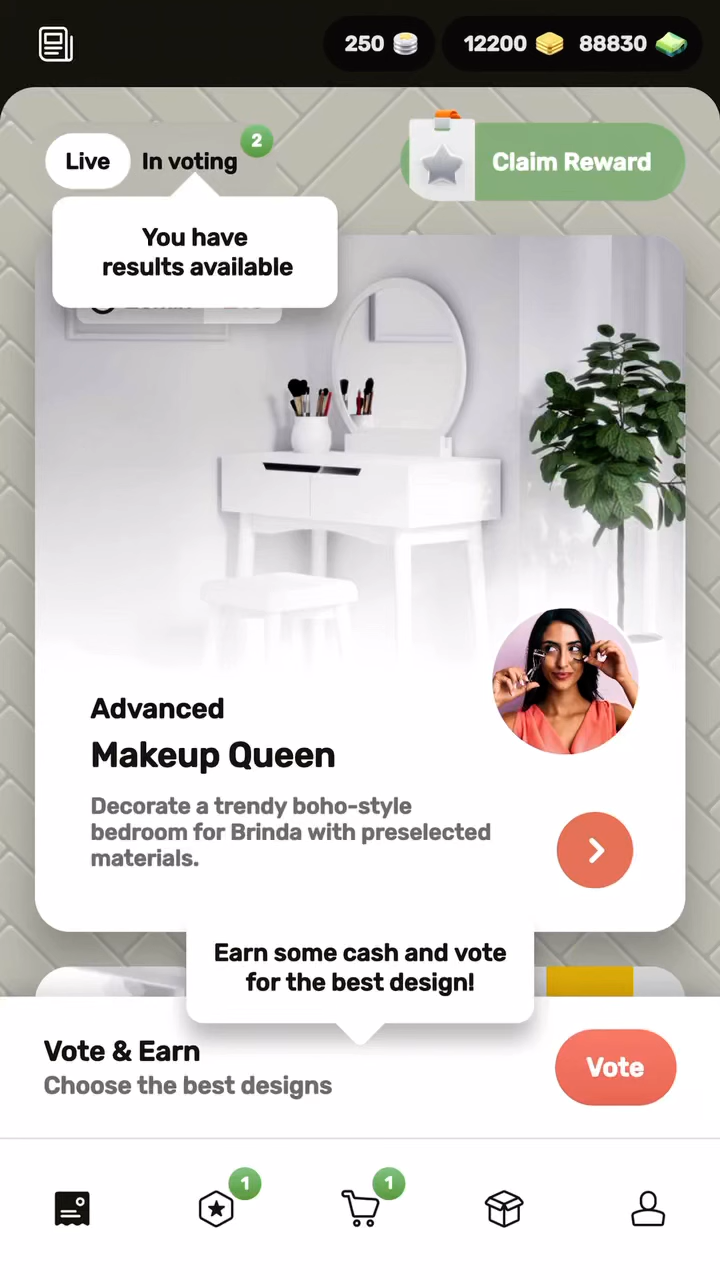 250
12200
88830
Live
In voting
2
Claim Reward
You have
results available
Advanced
Makeup Queen
Decorate a trendy boho-style
bedroom for Brinda with preselected
materials.
Earn some cash and vote
for the best design!
Vote & Earn
Choose the best designs
Vote
1
1